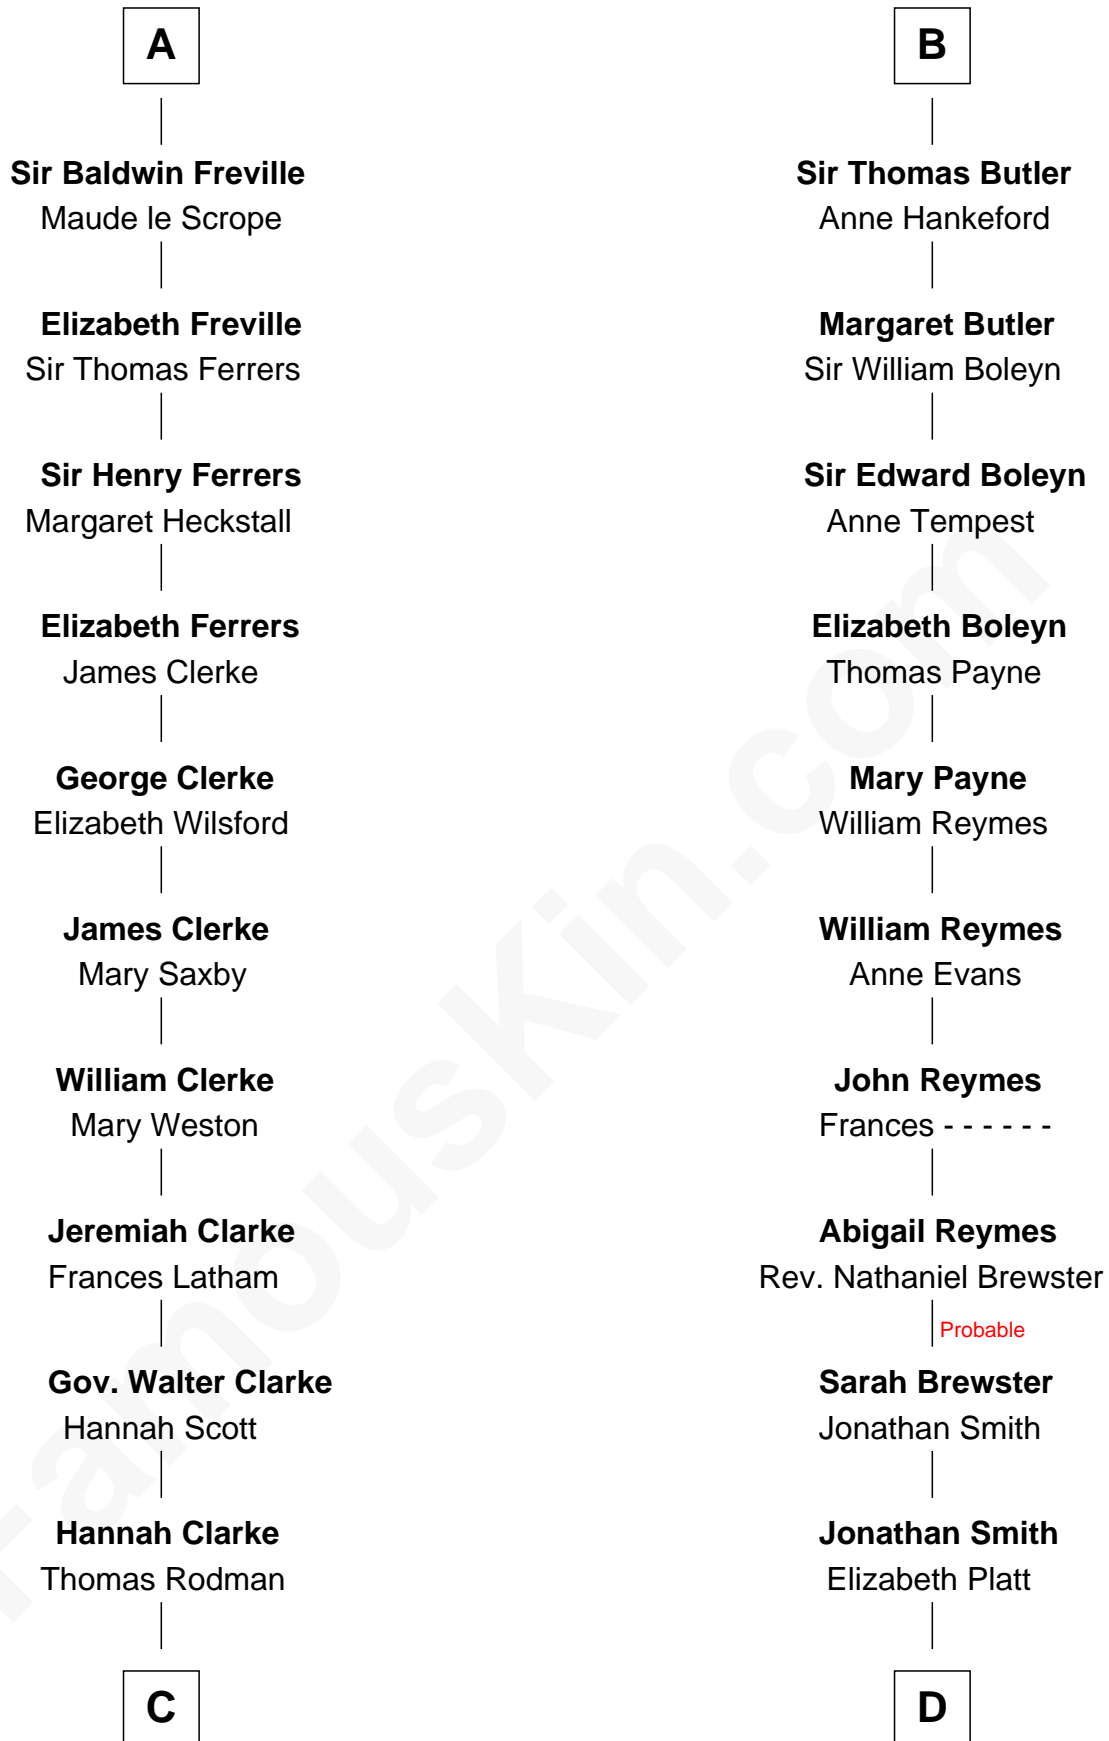 A
Sir Baldwin Freville
Maude le Scrope
Elizabeth Freville
Sir Thomas Ferrers
Sir Henry Ferrers
Margaret Heckstall
Elizabeth Ferrers
James Clerke
George Clerke
Elizabeth Wilsford
James Clerke
Mary Saxby
William Clerke
Mary Weston
Jeremiah Clarke
Frances Latham
Gov. Walter Clarke
Hannah Scott
Hannah Clarke
Thomas Rodman
C
B
Sir Thomas Butler
Anne Hankeford
Margaret Butler
Sir William Boleyn
Sir Edward Boleyn
Anne Tempest
Elizabeth Boleyn
Thomas Payne
Mary Payne
William Reymes
William Reymes
Anne Evans
John Reymes
Frances - - - - - -
Abigail Reymes
Rev. Nathaniel Brewster
Probable
Sarah Brewster
Jonathan Smith
Jonathan Smith
Elizabeth Platt
D
FamousKin.com